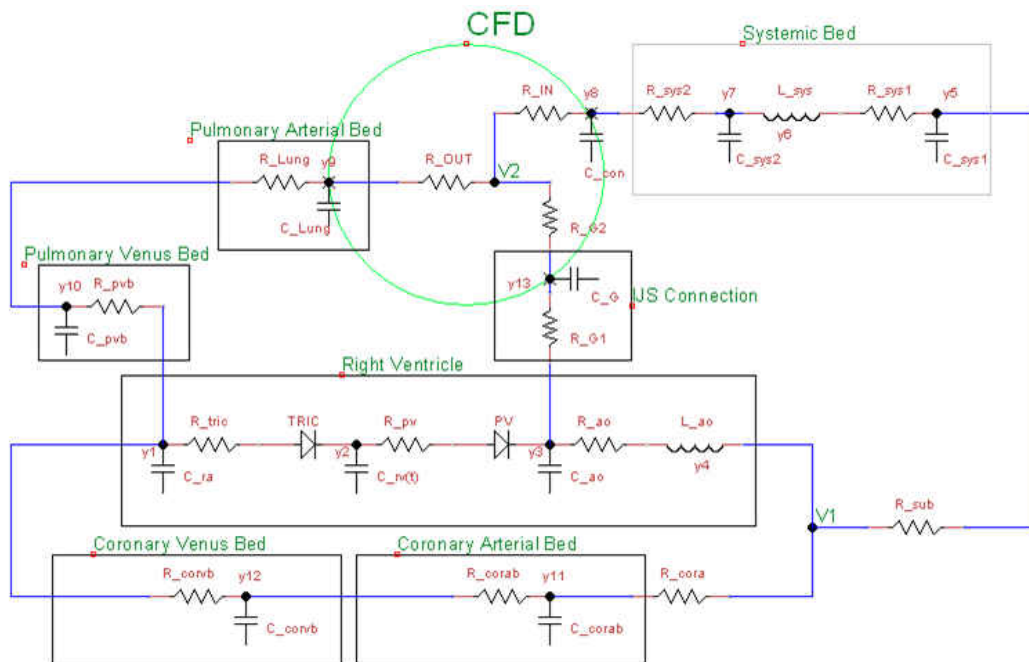 CFD
Systemic Bed
R_IN
y8
R_sys2
y7
L_sys
R_sys1
y5
y6
Pulmonary Arterial Bed
R_Lung
y9
R_OUT
V2
C_con
C_sys2
C_sys1
C_Lung
R_G2
Pulmonary Venus Bed
y10
R_pvb
y13
C_G
IJS Connection
C_pvb
R_G1
Right Ventricle
R_tric
TRIC
R_pv
PV
R_ao
L_ao
y1
y2
y3
y4
C_ra
C_rv(t)
C_ao
R_sub
V1
Coronary Venus Bed
Coronary Arterial Bed
R_corvb
y12
R_corab
y11
R_cora
C_corvb
C_corab